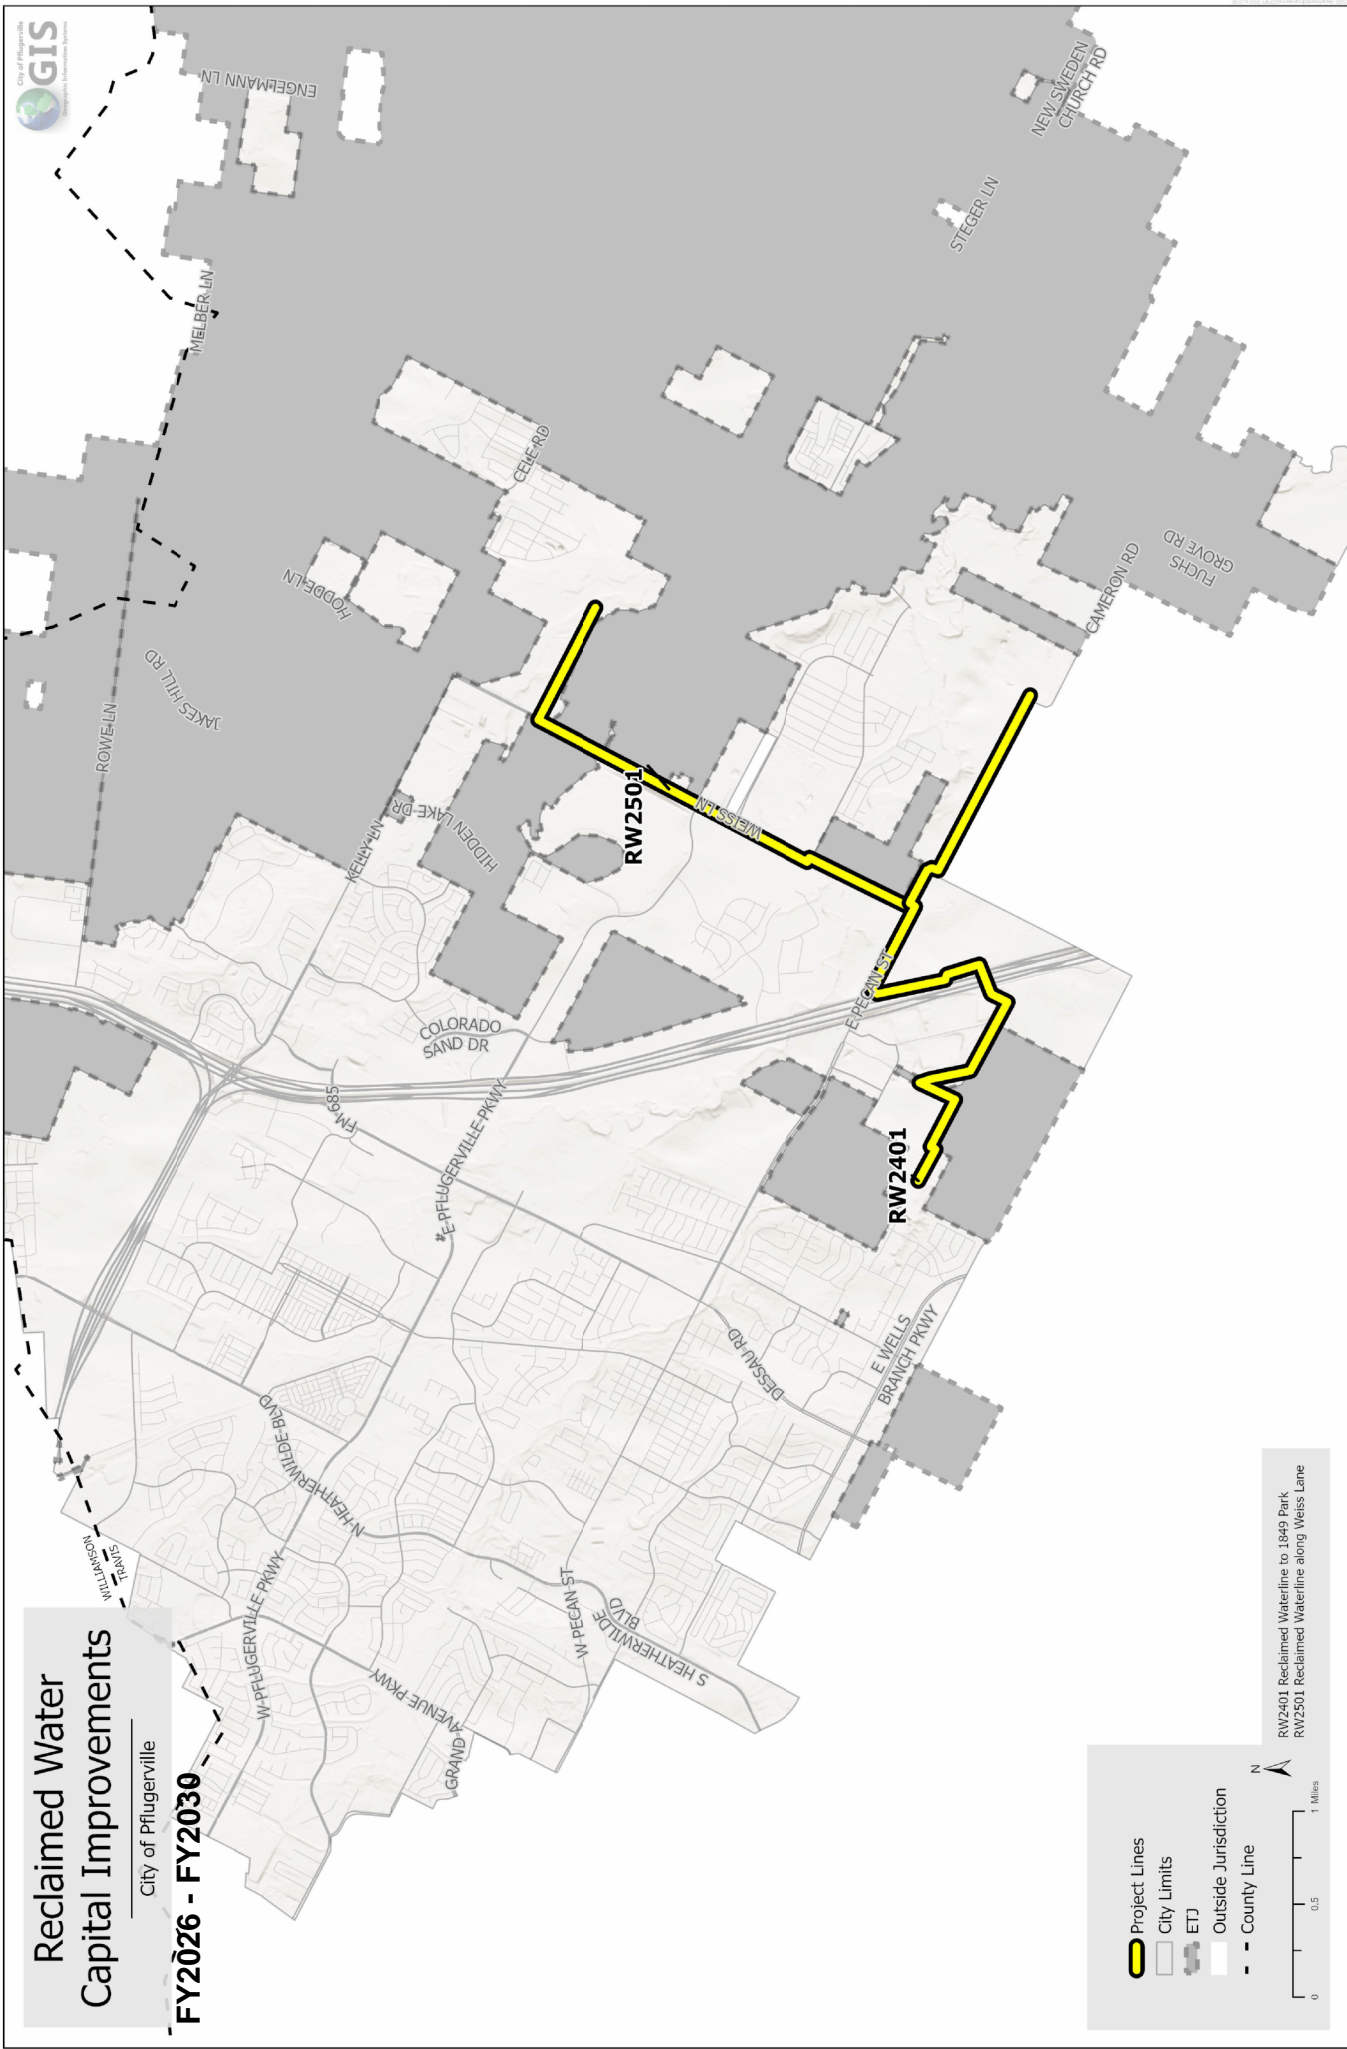 Reclaimed Water
Capital Improvements
City of Pflugerville
FY2026 - FY2030
City of Pflugerville
GIS
Geographic Information Systems
WILLIAMSON
TRAVIS
ENGELMANN LN
MELBER LN
ROWE LN
JAKES HILL RD
HODDE LN
CELE RD
KELLY LN
HIDDEN LAKE DR
NEW SWEDEN
CHURCH RD
STEGER LN
FUCHS
GROVE RD
CAMERON RD
COLORADO
SAND DR
FM 685
E PFLUGERVILLE PKWY
WEISS LN
E PECAN ST
RW2501
RW2401
N HEATHERWILDE BLVD
W PFLUGERVILLE PKWY
GRAND AVENUE PKWY
W PECAN ST
S HEATHERWILDE
BLVD
DESSAU RD
E WELLS
BRANCH PKWY
Project Lines
City Limits
ETJ
Outside Jurisdiction
County Line
0 0.5 1 Miles
N
RW2401 Reclaimed Waterline to 1849 Park
RW2501 Reclaimed Waterline along Weiss Lane